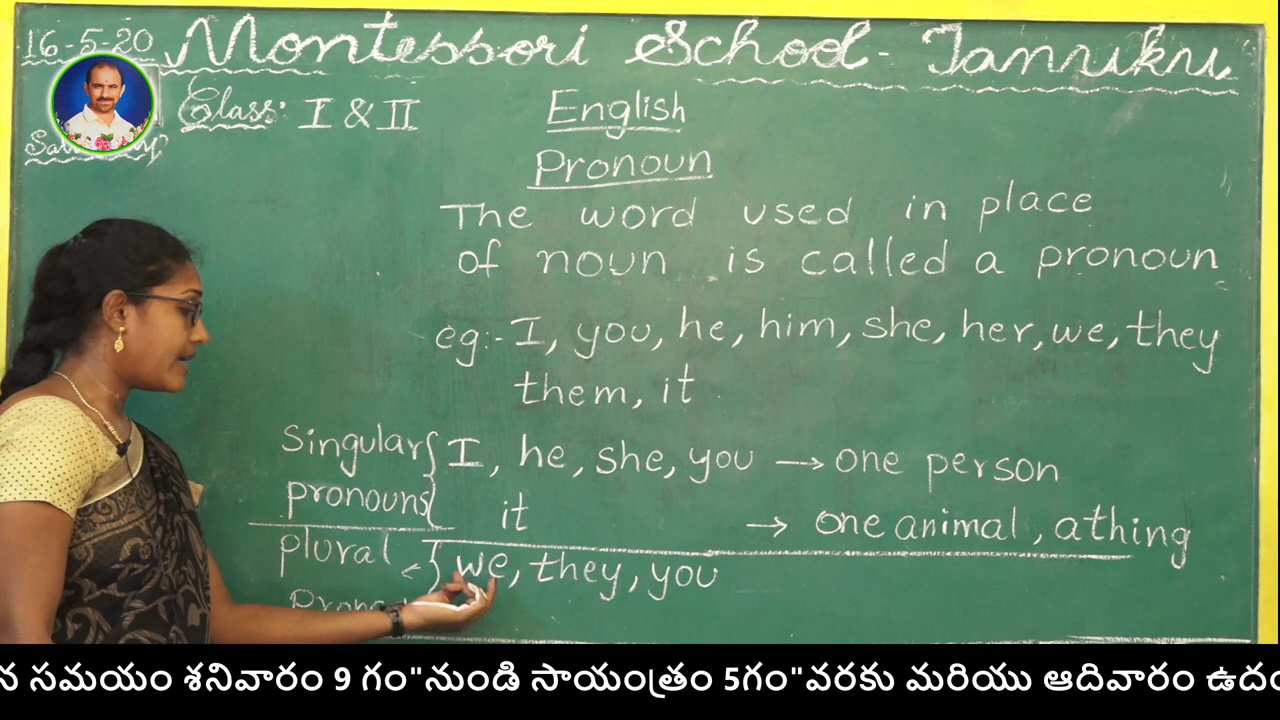 16-5-20 Montessori School - Tanuku
Class: I & II
English
Pronoun
The word used in place
of noun is called a pronoun
eg:- I, you, he, him, she, her, we, they
them, it
Singular { I, he, she, you → one person
pronouns it → one animal, a thing
plural { we, they, you
న సమయం శనివారం 9 గం"నుండి సాయంత్రం 5గం"వరకు మరియు ఆదివారం ఉదం